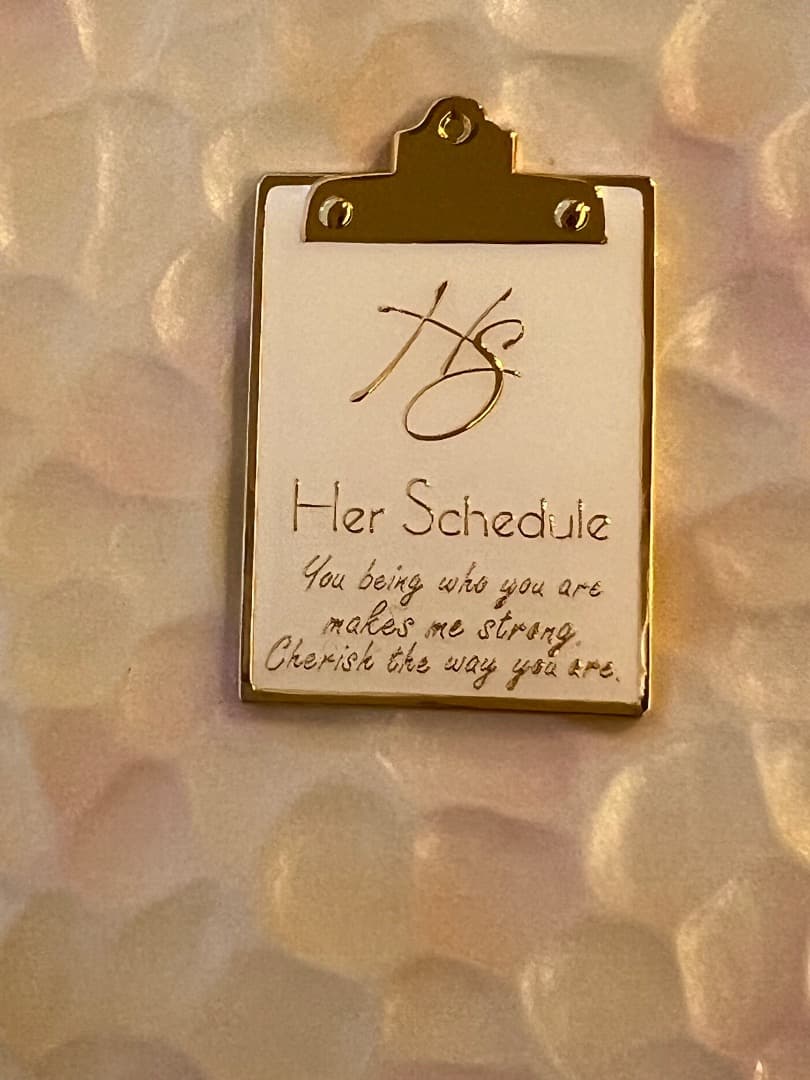 HS
Her Schedule
You being who you are
makes me strong.
Cherish the way you are.